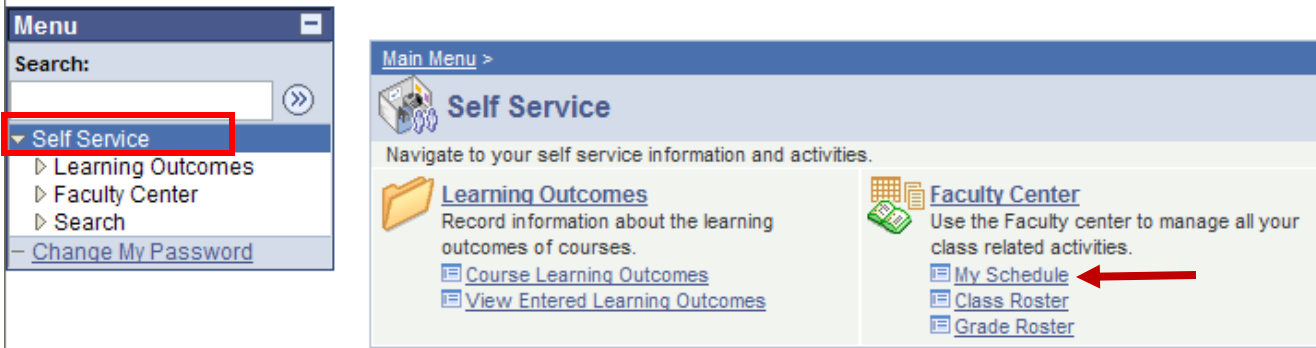 Menu
Search:
Self Service
Learning Outcomes
Faculty Center
Search
Change My Password
Main Menu >
Self Service
Navigate to your self service information and activities.
Learning Outcomes
Record information about the learning
outcomes of courses.
Course Learning Outcomes
View Entered Learning Outcomes
Faculty Center
Use the Faculty center to manage all your
class related activities.
My Schedule
Class Roster
Grade Roster